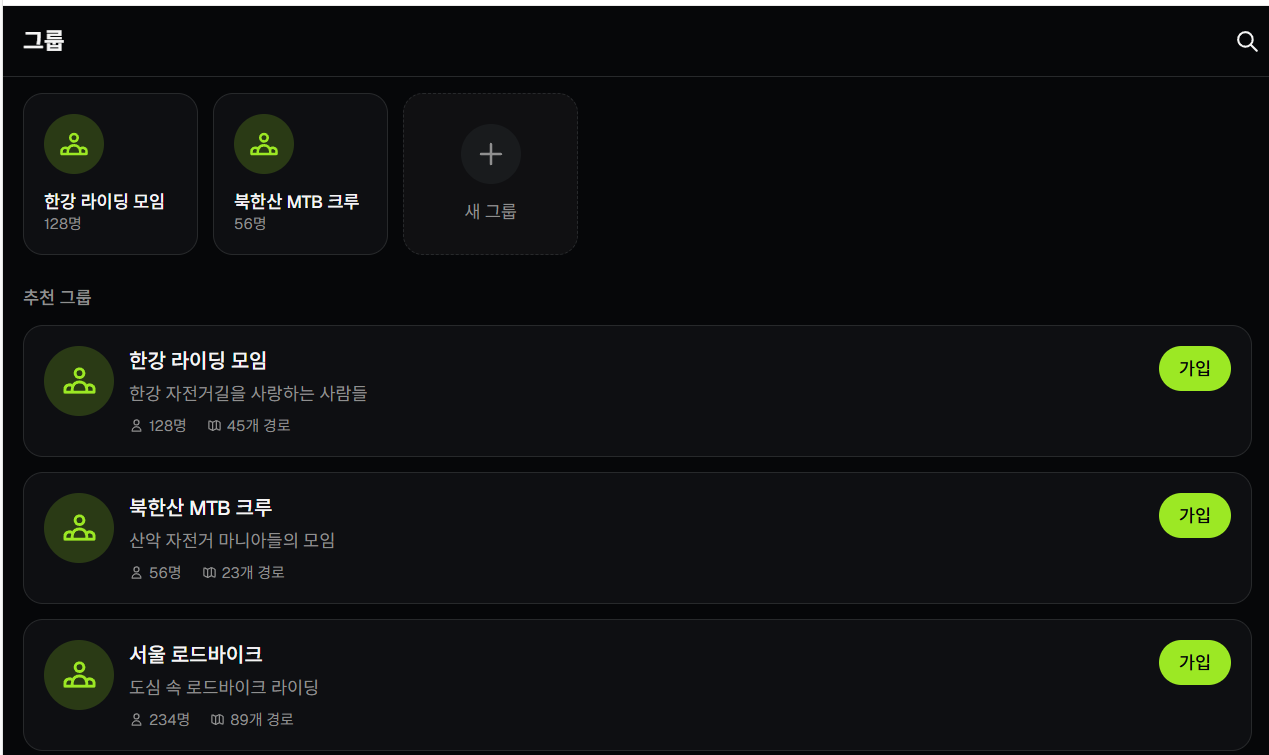 그룹
한강 라이딩 모임
128명
북한산 MTB 크루
56명
새 그룹
추천 그룹
한강 라이딩 모임
한강 자전거길을 사랑하는 사람들
128명 45개 경로
가입
북한산 MTB 크루
산악 자전거 마니아들의 모임
56명 23개 경로
가입
서울 로드바이크
도심 속 로드바이크 라이딩
234명 89개 경로
가입